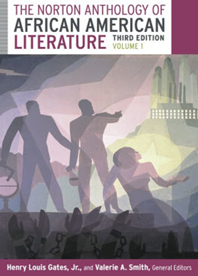 THE NORTON ANTHOLOGY OF
AFRICAN AMERICAN
LITERATURE THIRD EDITION
VOLUME 1
Henry Louis Gates, Jr., and Valerie A. Smith, General Editors